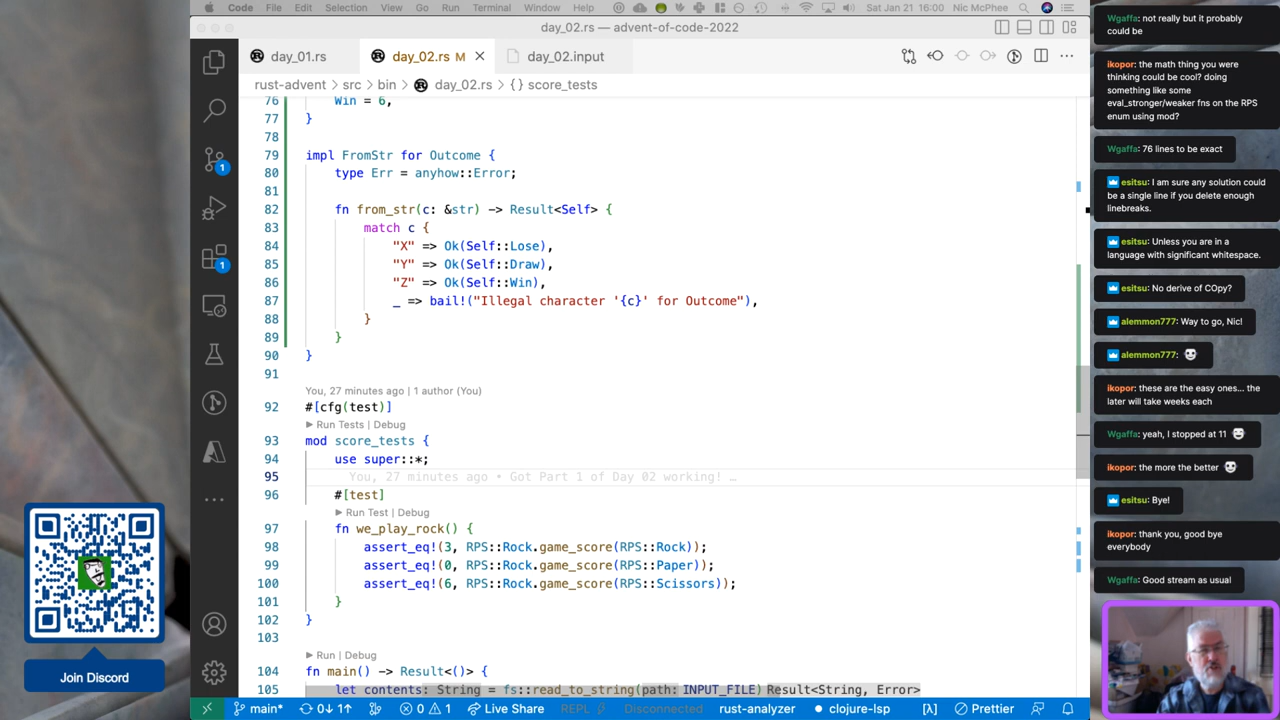 Code File Edit Selection View Go Run Terminal Window Help Sat Jan 21 16:00 Nic McPhee
day_02.rs — advent-of-code-2022
day_01.rs day_02.rs M day_02.input
rust-advent › src › bin › day_02.rs › {} score_tests
76 Win = 6,
77 }
78
79 impl FromStr for Outcome {
80 type Err = anyhow::Error;
81
82 fn from_str(c: &str) -> Result<Self> {
83 match c {
84 "X" => Ok(Self::Lose),
85 "Y" => Ok(Self::Draw),
86 "Z" => Ok(Self::Win),
87 _ => bail!("Illegal character '{c}' for Outcome"),
88 }
89 }
90 }
91
You, 27 minutes ago | 1 author (You)
92 #[cfg(test)]
Run Tests | Debug
93 mod score_tests {
94 use super::*;
95 You, 27 minutes ago • Got Part 1 of Day 02 working! …
96 #[test]
Run Test | Debug
97 fn we_play_rock() {
98 assert_eq!(3, RPS::Rock.game_score(RPS::Rock));
99 assert_eq!(0, RPS::Rock.game_score(RPS::Paper));
100 assert_eq!(6, RPS::Rock.game_score(RPS::Scissors));
101 }
102 }
103
Run | Debug
104 fn main() -> Result<()> {
105 let contents: String = fs::read_to_string(path: INPUT_FILE) Result<String, Error>
1
1
main* 0↓ 1↑ 0 1 Live Share REPL Disconnected rust-analyzer clojure-lsp [λ] Prettier
Join Discord
Wgaffa: not really but it probably
could be
ikopor: the math thing you were
thinking could be cool? doing
something like some
eval_stronger/weaker fns on the RPS
enum using mod?
Wgaffa: 76 lines to be exact
esitsu: I am sure any solution could
be a single line if you delete enough
linebreaks.
esitsu: Unless you are in a
language with significant whitespace.
esitsu: No derive of COpy?
alemmon777: Way to go, Nic!
alemmon777:
ikopor: these are the easy ones... the
later will take weeks each
Wgaffa: yeah, I stopped at 11
ikopor: the more the better
esitsu: Bye!
ikopor: thank you, good bye
everybody
Wgaffa: Good stream as usual